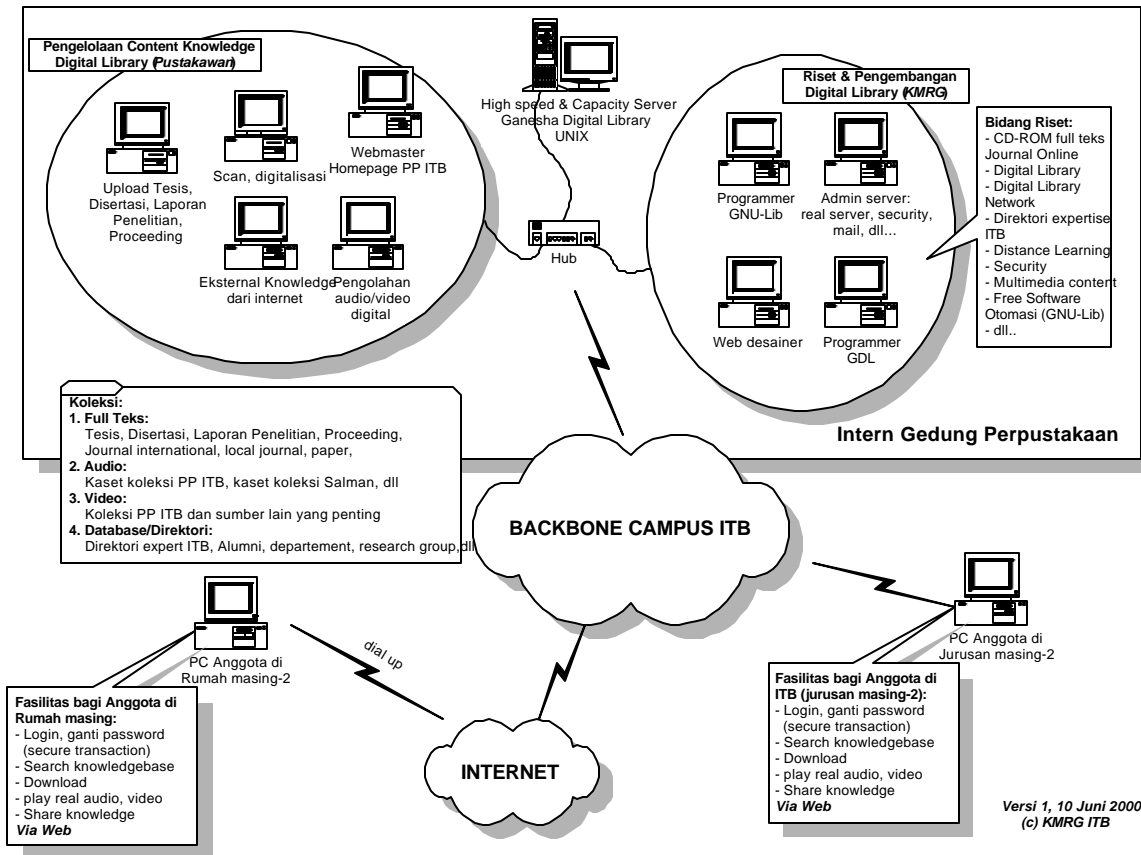 Pengelolaan Content Knowledge
Digital Library (Pustakawan)
Upload Tesis,
Disertasi, Laporan
Penelitian,
Proceeding
Scan, digitalisasi
Webmaster
Homepage PP ITB
Eksternal Knowledge
dari internet
Pengolahan
audio/video
digital
High speed & Capacity Server
Ganesha Digital Library
UNIX
Hub
Riset & Pengembangan
Digital Library (KMRG)
Programmer
GNU-Lib
Admin server:
real server, security,
mail, dll...
Web desainer
Programmer
GDL
Bidang Riset:
- CD-ROM full teks
Journal Online
- Digital Library
- Digital Library
Network
- Direktori expertise
ITB
- Distance Learning
- Security
- Multimedia content
- Free Software
Otomasi (GNU-Lib)
- dll..
Intern Gedung Perpustakaan
Koleksi:
1. Full Teks:
Tesis, Disertasi, Laporan Penelitian, Proceeding,
Journal international, local journal, paper,
2. Audio:
Kaset koleksi PP ITB, kaset koleksi Salman, dll
3. Video:
Koleksi PP ITB dan sumber lain yang penting
4. Database/Direktori:
Direktori expert ITB, Alumni, departement, research group,dll
BACKBONE CAMPUS ITB
PC Anggota di
Rumah masing-2
dial up
PC Anggota di
Jurusan masing-2
Fasilitas bagi Anggota di
Rumah masing:
- Login, ganti password
(secure transaction)
- Search knowledgebase
- Download
- play real audio, video
- Share knowledge
Via Web
INTERNET
Fasilitas bagi Anggota di
ITB (jurusan masing-2):
- Login, ganti password
(secure transaction)
- Search knowledgebase
- Download
- play real audio, video
- Share knowledge
Via Web
Versi 1, 10 Juni 2000
(c) KMRG ITB